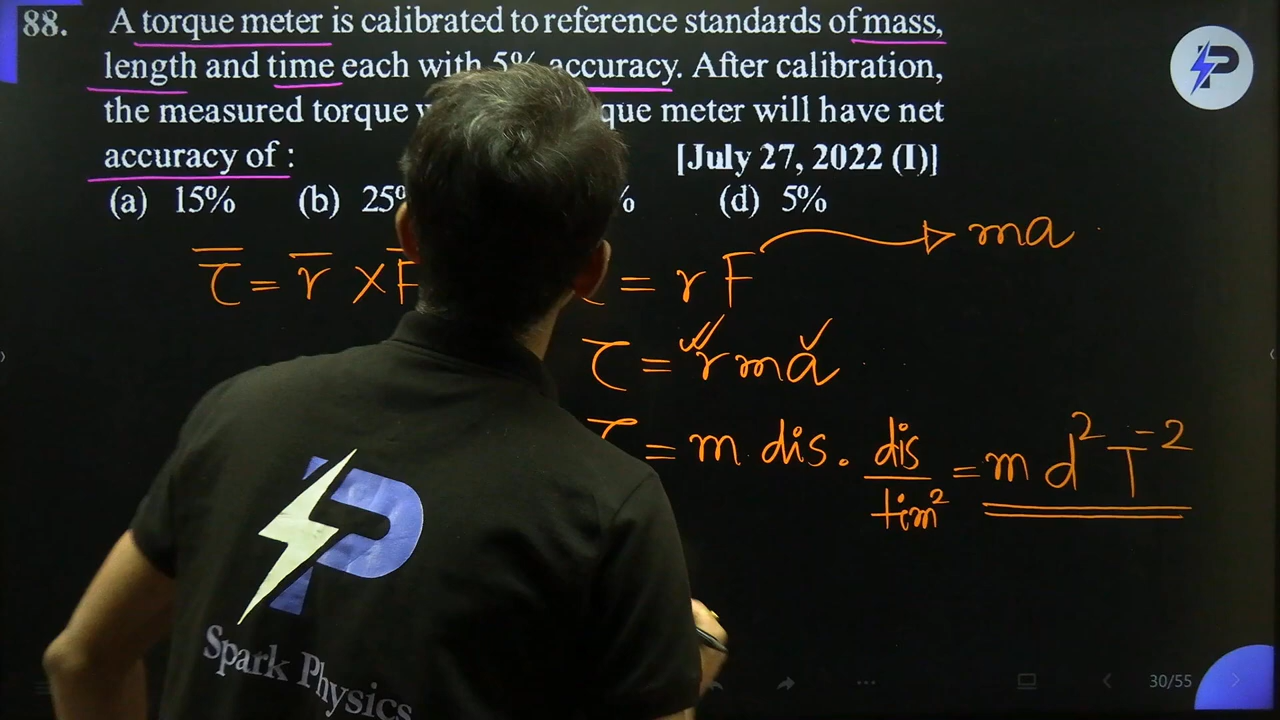 88. A torque meter is calibrated to reference standards of mass,
length and time each with 5% accuracy. After calibration,
the measured torque que meter will have net
accuracy of : [July 27, 2022 (I)]
(a) 15% (b) 25% (d) 5%
τ = r × F = r F → ma
τ = r m a
τ = m dis. dis/tim² = m d² T⁻²
Spark Physics
30/55